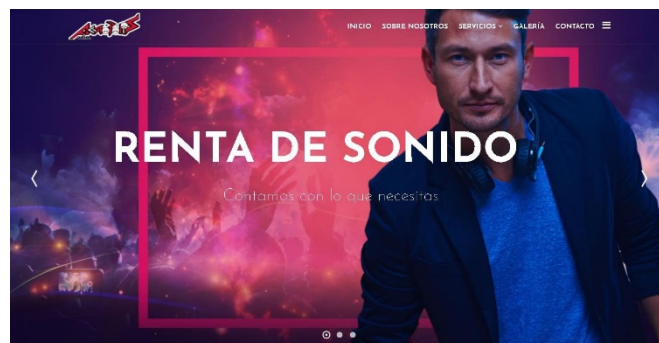 INICIO SOBRE NOSOTROS SERVICIOS GALERÍA CONTACTO
RENTA DE SONIDO
Contamos con lo que necesitas